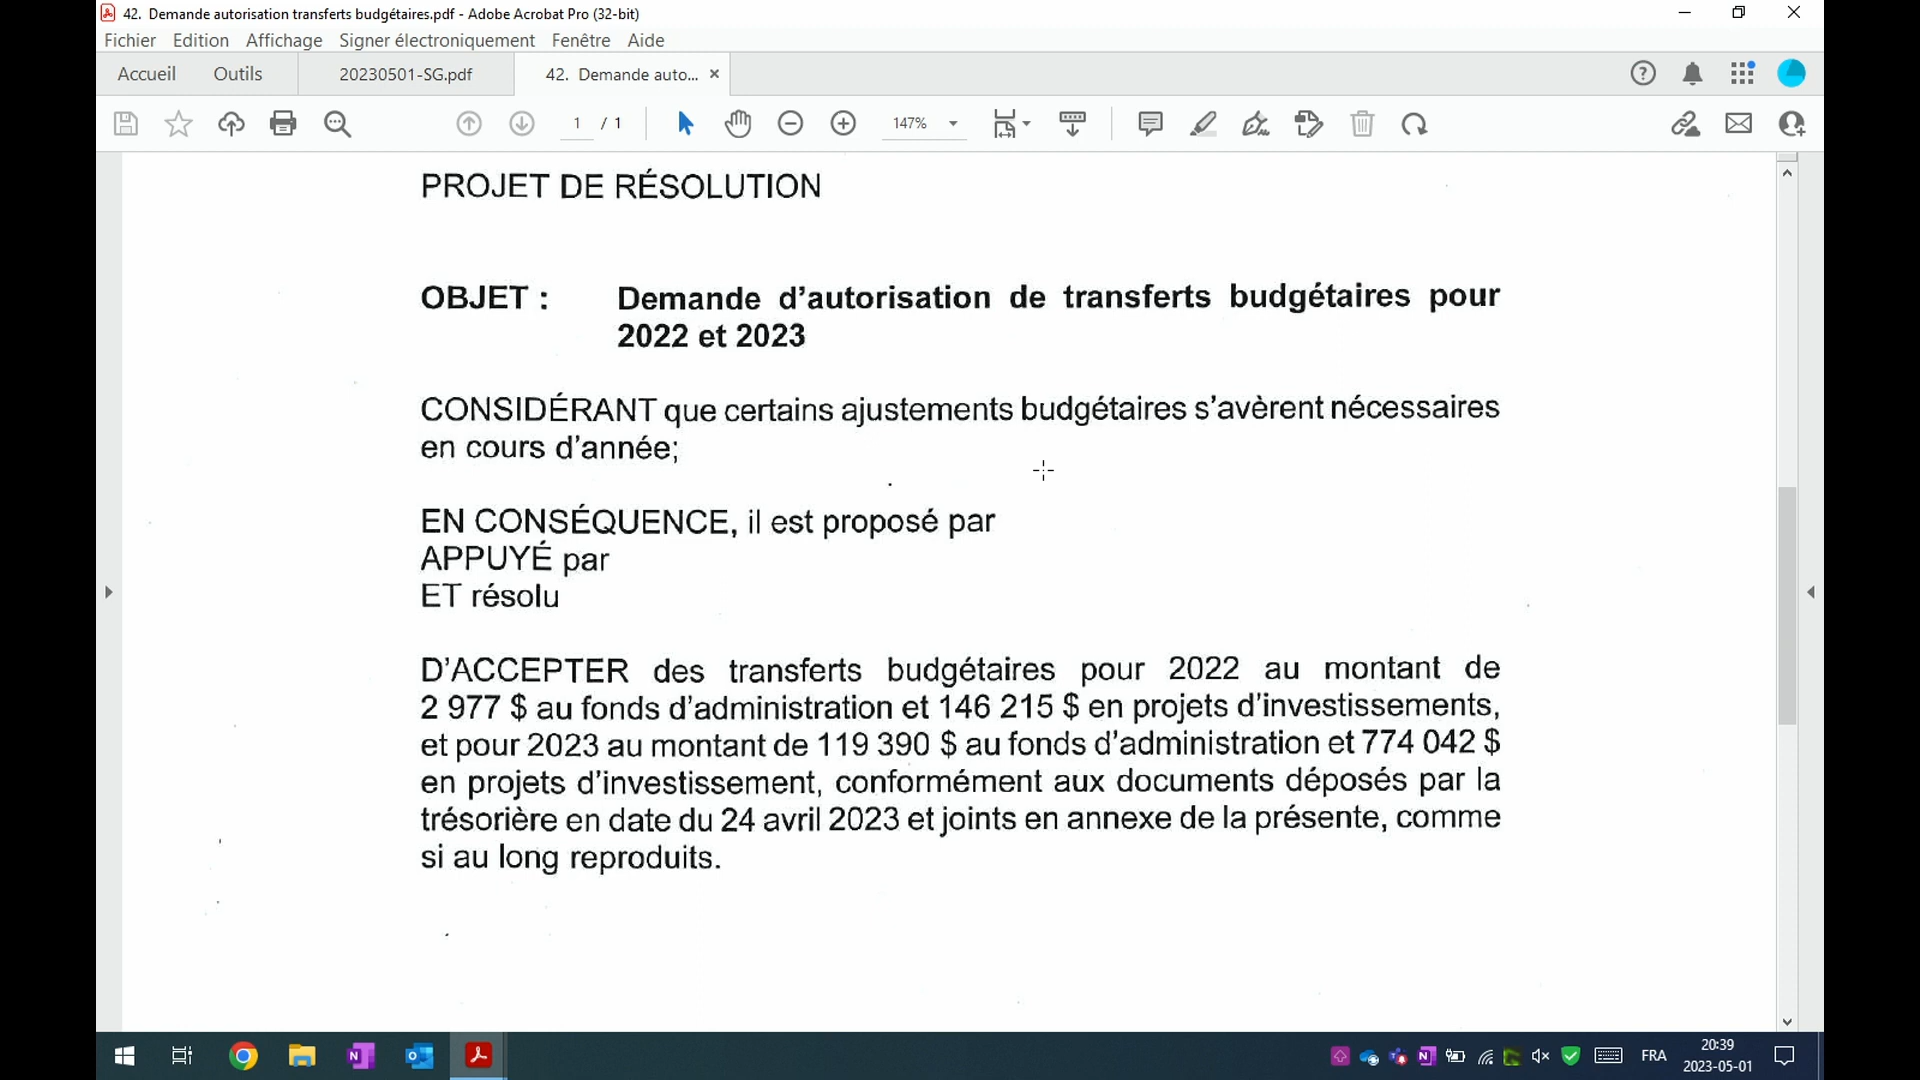 42. Demande autorisation transferts budgétaires.pdf - Adobe Acrobat Pro (32-bit)
Fichier Edition Affichage Signer électroniquement Fenêtre Aide
Accueil Outils 20230501-SG.pdf 42. Demande auto... ×
1 / 1 147%
PROJET DE RÉSOLUTION
OBJET : Demande d'autorisation de transferts budgétaires pour
2022 et 2023
CONSIDÉRANT que certains ajustements budgétaires s'avèrent nécessaires
en cours d'année;
EN CONSÉQUENCE, il est proposé par
APPUYÉ par
ET résolu
D'ACCEPTER des transferts budgétaires pour 2022 au montant de
2 977 $ au fonds d'administration et 146 215 $ en projets d'investissements,
et pour 2023 au montant de 119 390 $ au fonds d'administration et 774 042 $
en projets d'investissement, conformément aux documents déposés par la
trésorière en date du 24 avril 2023 et joints en annexe de la présente, comme
si au long reproduits.
FRA
20:39
2023-05-01